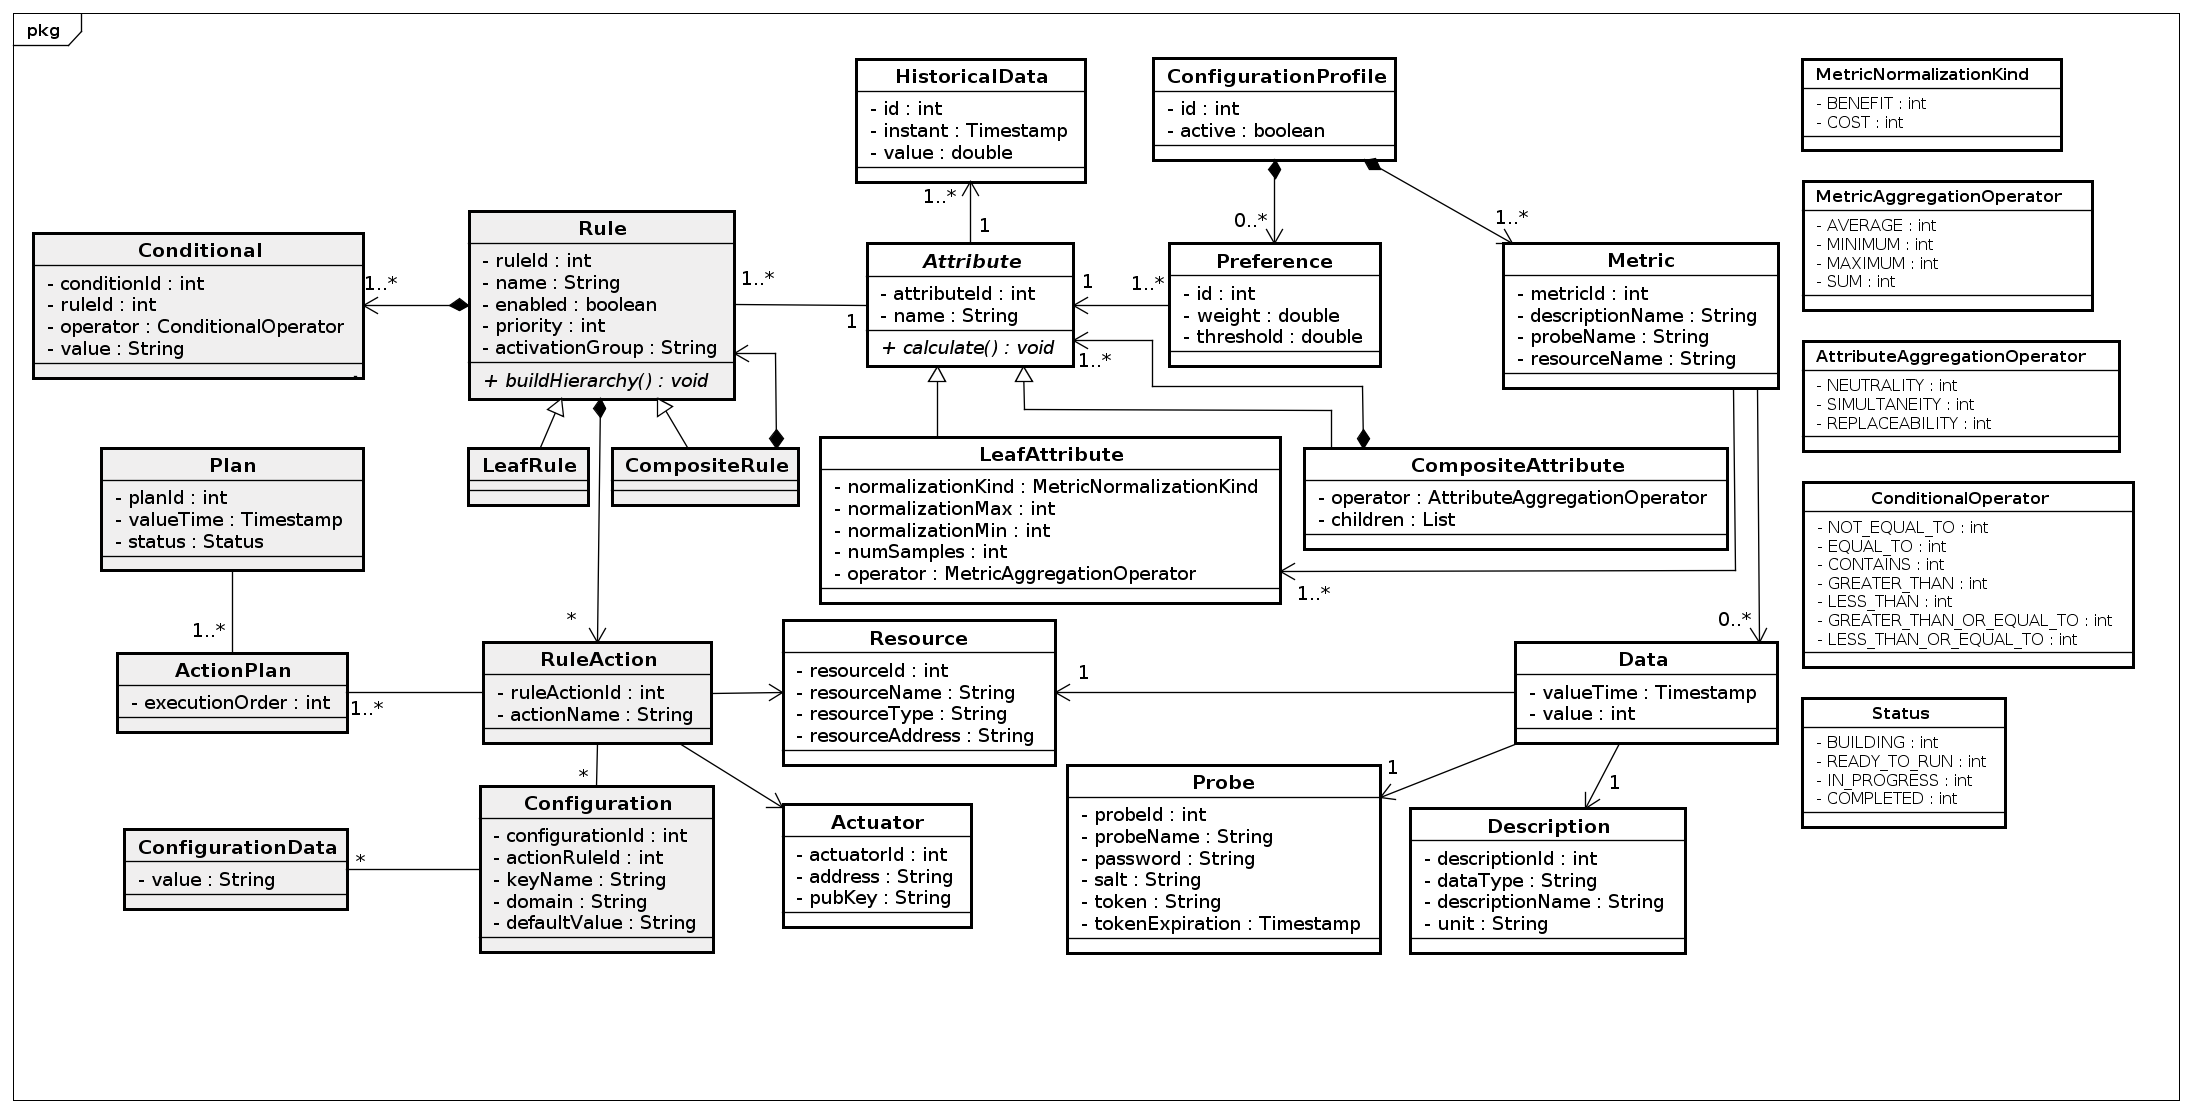 pkg
HistoricalData
- id : int
- instant : Timestamp
- value : double
ConfigurationProfile
- id : int
- active : boolean
MetricNormalizationKind
- BENEFIT : int
- COST : int
MetricAggregationOperator
- AVERAGE : int
- MINIMUM : int
- MAXIMUM : int
- SUM : int
AttributeAggregationOperator
- NEUTRALITY : int
- SIMULTANEITY : int
- REPLACEABILITY : int
ConditionalOperator
- NOT_EQUAL_TO : int
- EQUAL_TO : int
- CONTAINS : int
- GREATER_THAN : int
- LESS_THAN : int
- GREATER_THAN_OR_EQUAL_TO : int
- LESS_THAN_OR_EQUAL_TO : int
Status
- BUILDING : int
- READY_TO_RUN : int
- IN_PROGRESS : int
- COMPLETED : int
Conditional
- conditionId : int
- ruleId : int
- operator : ConditionalOperator
- value : String
1..*
Rule
- ruleId : int
- name : String
- enabled : boolean
- priority : int
- activationGroup : String
+ buildHierarchy() : void
1..*
1
1..*
1
Attribute
- attributeId : int
- name : String
+ calculate() : void
1
1..*
1..*
0..*
Preference
- id : int
- weight : double
- threshold : double
1..*
Metric
- metricId : int
- descriptionName : String
- probeName : String
- resourceName : String
LeafRule
CompositeRule
LeafAttribute
- normalizationKind : MetricNormalizationKind
- normalizationMax : int
- normalizationMin : int
- numSamples : int
- operator : MetricAggregationOperator
1..*
CompositeAttribute
- operator : AttributeAggregationOperator
- children : List
Plan
- planId : int
- valueTime : Timestamp
- status : Status
1..*
ActionPlan
- executionOrder : int
1..*
*
RuleAction
- ruleActionId : int
- actionName : String
*
Resource
- resourceId : int
- resourceName : String
- resourceType : String
- resourceAddress : String
1
0..*
Data
- valueTime : Timestamp
- value : int
1
1
ConfigurationData
- value : String
*
Configuration
- configurationId : int
- actionRuleId : int
- keyName : String
- domain : String
- defaultValue : String
Actuator
- actuatorId : int
- address : String
- pubKey : String
Probe
- probeId : int
- probeName : String
- password : String
- salt : String
- token : String
- tokenExpiration : Timestamp
Description
- descriptionId : int
- dataType : String
- descriptionName : String
- unit : String